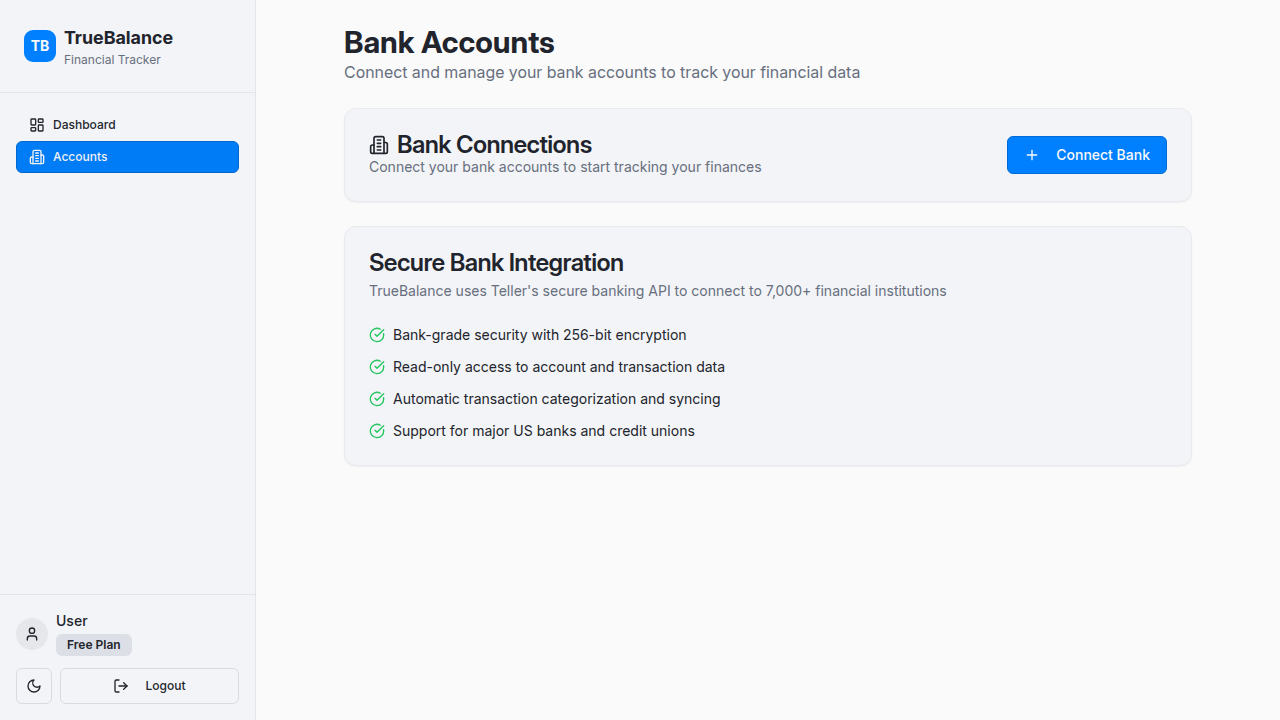 TB
TrueBalance
Financial Tracker
Dashboard
Accounts
User
Free Plan
Logout
Bank Accounts
Connect and manage your bank accounts to track your financial data
Bank Connections
Connect your bank accounts to start tracking your finances
Connect Bank
Secure Bank Integration
TrueBalance uses Teller's secure banking API to connect to 7,000+ financial institutions
Bank-grade security with 256-bit encryption
Read-only access to account and transaction data
Automatic transaction categorization and syncing
Support for major US banks and credit unions